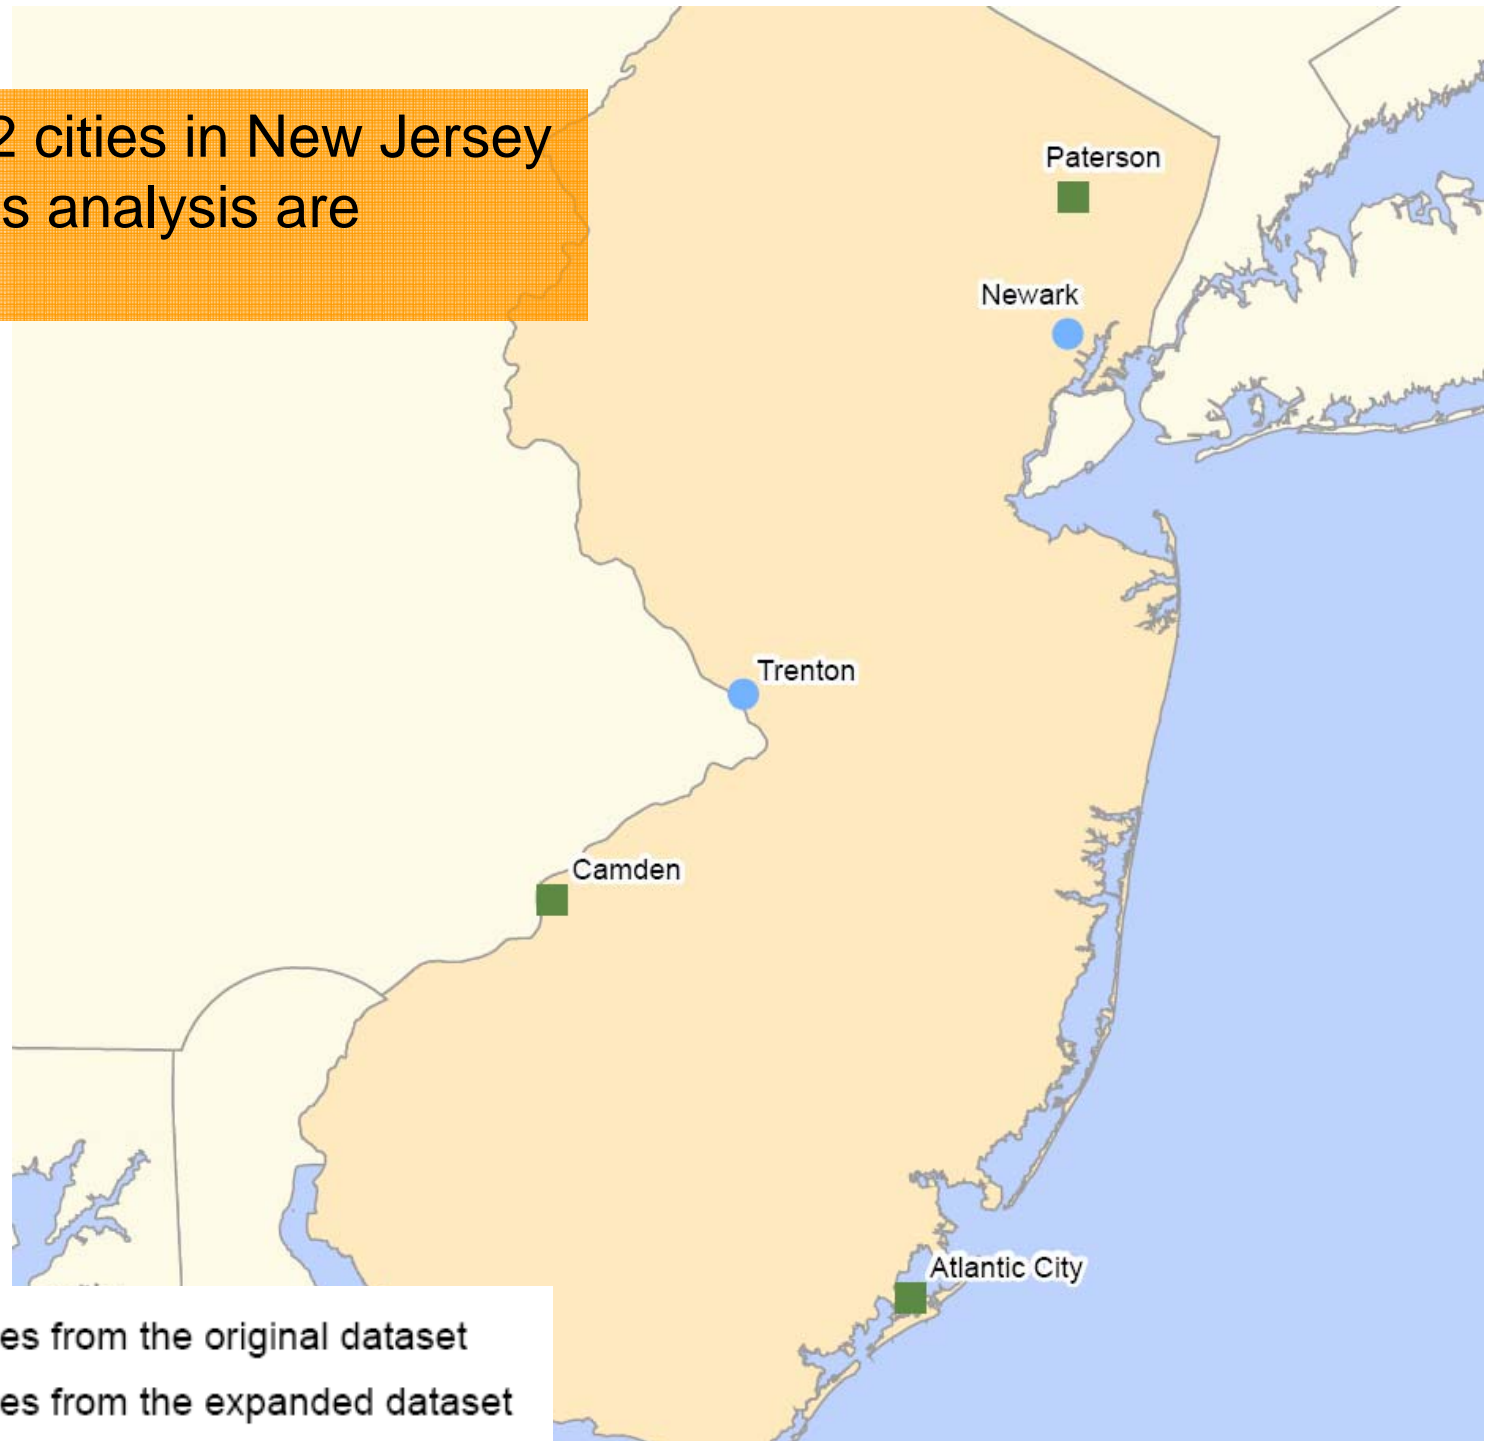 2 cities in New Jersey
s analysis are
Paterson
Newark
Trenton
Camden
Atlantic City
es from the original dataset
es from the expanded dataset